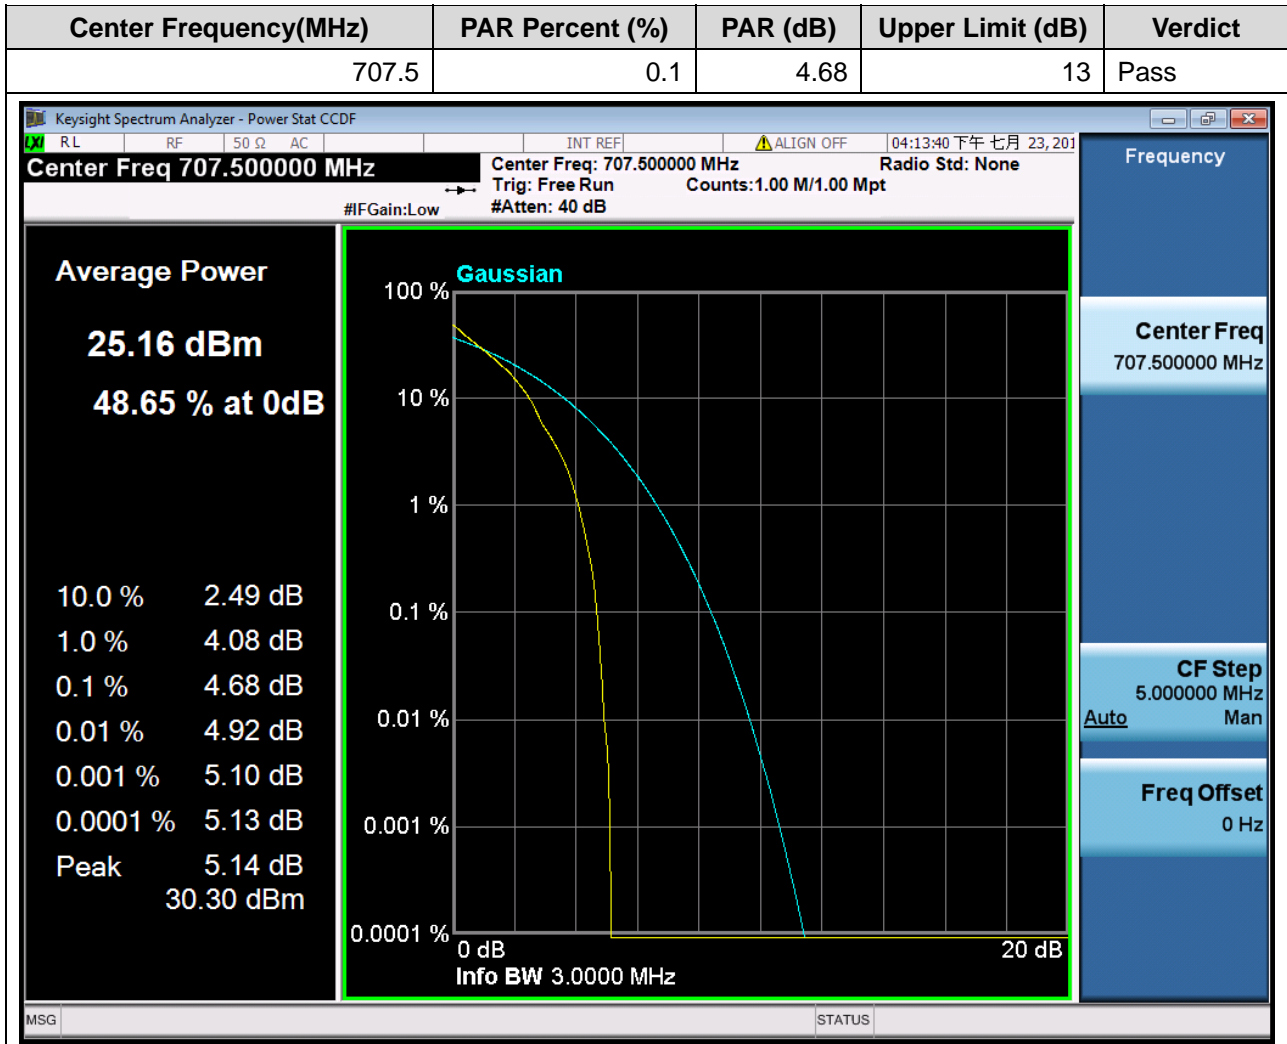 Center Frequency(MHz) PAR Percent (%) PAR (dB) Upper Limit (dB) Verdict
707.5 0.1 4.68 13 Pass
Keysight Spectrum Analyzer - Power Stat CCDF
LXI RL RF 50 Ω AC INT REF ALIGN OFF 04:13:40 下午 七月 23, 201
Center Freq 707.500000 MHz
Center Freq: 707.500000 MHz Radio Std: None
Trig: Free Run Counts:1.00 M/1.00 Mpt
#IFGain:Low #Atten: 40 dB
Average Power
25.16 dBm
48.65 % at 0dB
10.0 % 2.49 dB
1.0 % 4.08 dB
0.1 % 4.68 dB
0.01 % 4.92 dB
0.001 % 5.10 dB
0.0001 % 5.13 dB
Peak 5.14 dB
30.30 dBm
Gaussian
100 %
10 %
1 %
0.1 %
0.01 %
0.001 %
0.0001 %
0 dB 20 dB
Info BW 3.0000 MHz
Frequency
Center Freq
707.500000 MHz
CF Step
5.000000 MHz
Auto Man
Freq Offset
0 Hz
MSG STATUS